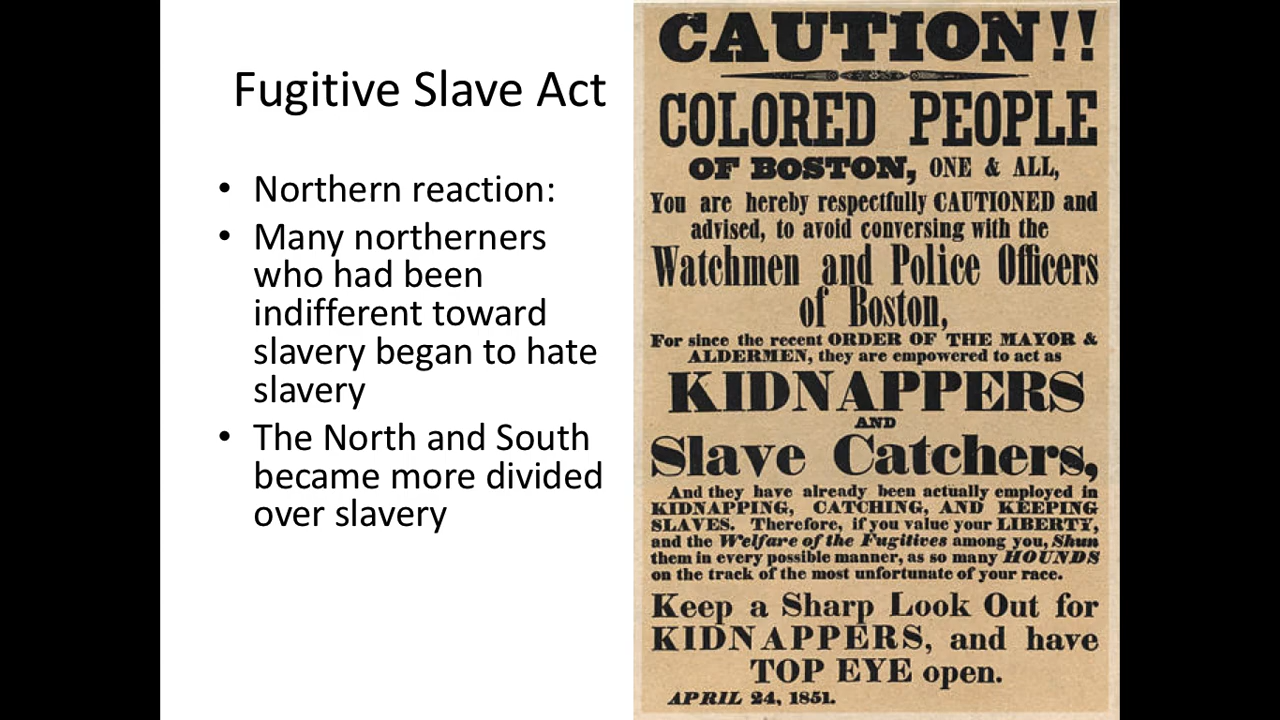 Fugitive Slave Act
• Northern reaction:
• Many northerners
who had been
indifferent toward
slavery began to hate
slavery
• The North and South
became more divided
over slavery
CAUTION!!
COLORED PEOPLE
OF BOSTON, ONE & ALL,
You are hereby respectfully CAUTIONED and
advised, to avoid conversing with the
Watchmen and Police Officers
of Boston,
For since the recent ORDER OF THE MAYOR &
ALDERMEN, they are empowered to act as
KIDNAPPERS
AND
Slave Catchers,
And they have already been actually employed in
KIDNAPPING, CATCHING, AND KEEPING
SLAVES. Therefore, if you value your LIBERTY,
and the Welfare of the Fugitives among you, Shun
them in every possible manner, as so many HOUNDS
on the track of the most unfortunate of your race.
Keep a Sharp Look Out for
KIDNAPPERS, and have
TOP EYE open.
APRIL 24, 1851.